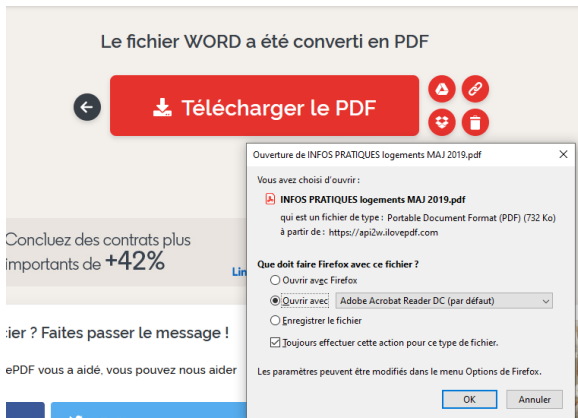 Le fichier WORD a été converti en PDF
Télécharger le PDF
Ouverture de INFOS PRATIQUES logements MAJ 2019.pdf
Vous avez choisi d'ouvrir :
INFOS PRATIQUES logements MAJ 2019.pdf
qui est un fichier de type : Portable Document Format (PDF) (732 Ko)
à partir de : https://api2w.ilovepdf.com
Que doit faire Firefox avec ce fichier ?
Ouvrir avec Firefox
Ouvrir avec Adobe Acrobat Reader DC (par défaut)
Enregistrer le fichier
Toujours effectuer cette action pour ce type de fichier.
Les paramètres peuvent être modifiés dans le menu Options de Firefox.
OK Annuler
Concluez des contrats plus
importants de +42%
Lin
cier ? Faites passer le message !
ePDF vous a aidé, vous pouvez nous aider